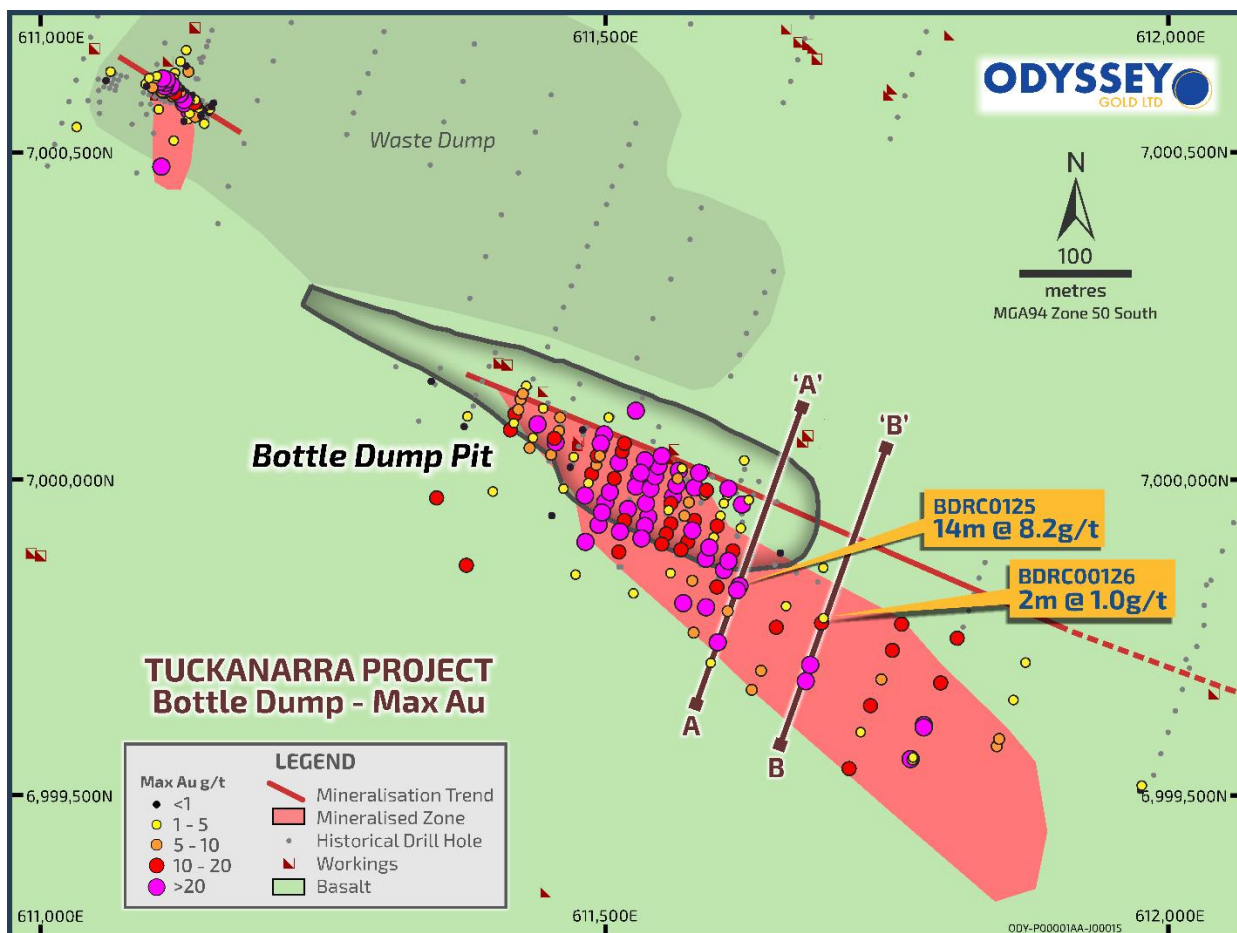 611,000E
611,500E
612,000E
ODYSSEY
GOLD LTD
7,000,500N
Waste Dump
7,000,500N
N
100
metres
MGA94 Zone 50 South
'A'
'B'
Bottle Dump Pit
7,000,000N
7,000,000N
BDRC0125
14m @ 8.2g/t
BDRC00126
2m @ 1.0g/t
TUCKANARRA PROJECT
Bottle Dump - Max Au
A
B
LEGEND
Max Au g/t
<1
1 - 5
5 - 10
10 - 20
>20
Mineralisation Trend
Mineralised Zone
Historical Drill Hole
Workings
Basalt
6,999,500N
6,999,500N
611,000E
611,500E
612,000E
ODY-P00001AA-J00015